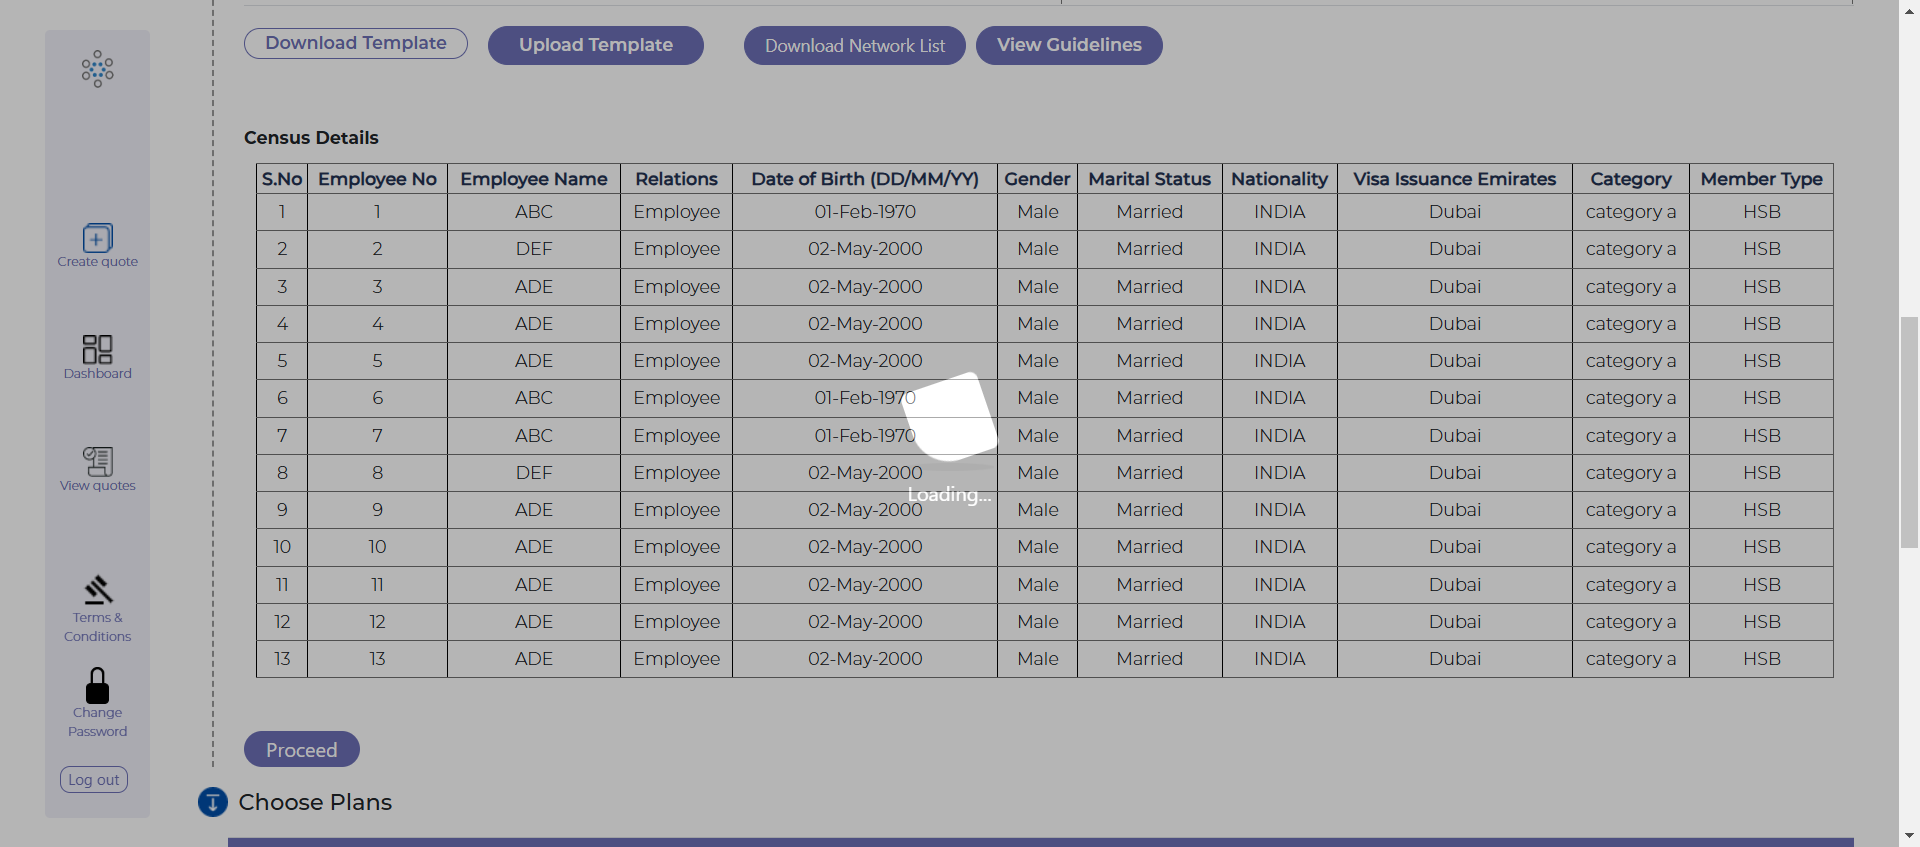 Download Template Upload Template Download Network List View Guidelines
Census Details
S.No Employee No Employee Name Relations Date of Birth (DD/MM/YY) Gender Marital Status Nationality Visa Issuance Emirates Category Member Type
1 1 ABC Employee 01-Feb-1970 Male Married INDIA Dubai category a HSB
2 2 DEF Employee 02-May-2000 Male Married INDIA Dubai category a HSB
3 3 ADE Employee 02-May-2000 Male Married INDIA Dubai category a HSB
4 4 ADE Employee 02-May-2000 Male Married INDIA Dubai category a HSB
5 5 ADE Employee 02-May-2000 Male Married INDIA Dubai category a HSB
6 6 ABC Employee 01-Feb-1970 Male Married INDIA Dubai category a HSB
7 7 ABC Employee 01-Feb-1970 Male Married INDIA Dubai category a HSB
8 8 DEF Employee 02-May-2000 Male Married INDIA Dubai category a HSB
Loading...
9 9 ADE Employee 02-May-2000 Male Married INDIA Dubai category a HSB
10 10 ADE Employee 02-May-2000 Male Married INDIA Dubai category a HSB
11 11 ADE Employee 02-May-2000 Male Married INDIA Dubai category a HSB
12 12 ADE Employee 02-May-2000 Male Married INDIA Dubai category a HSB
13 13 ADE Employee 02-May-2000 Male Married INDIA Dubai category a HSB
Proceed
Choose Plans
Create quote
Dashboard
View quotes
Terms &
Conditions
Change
Password
Log out